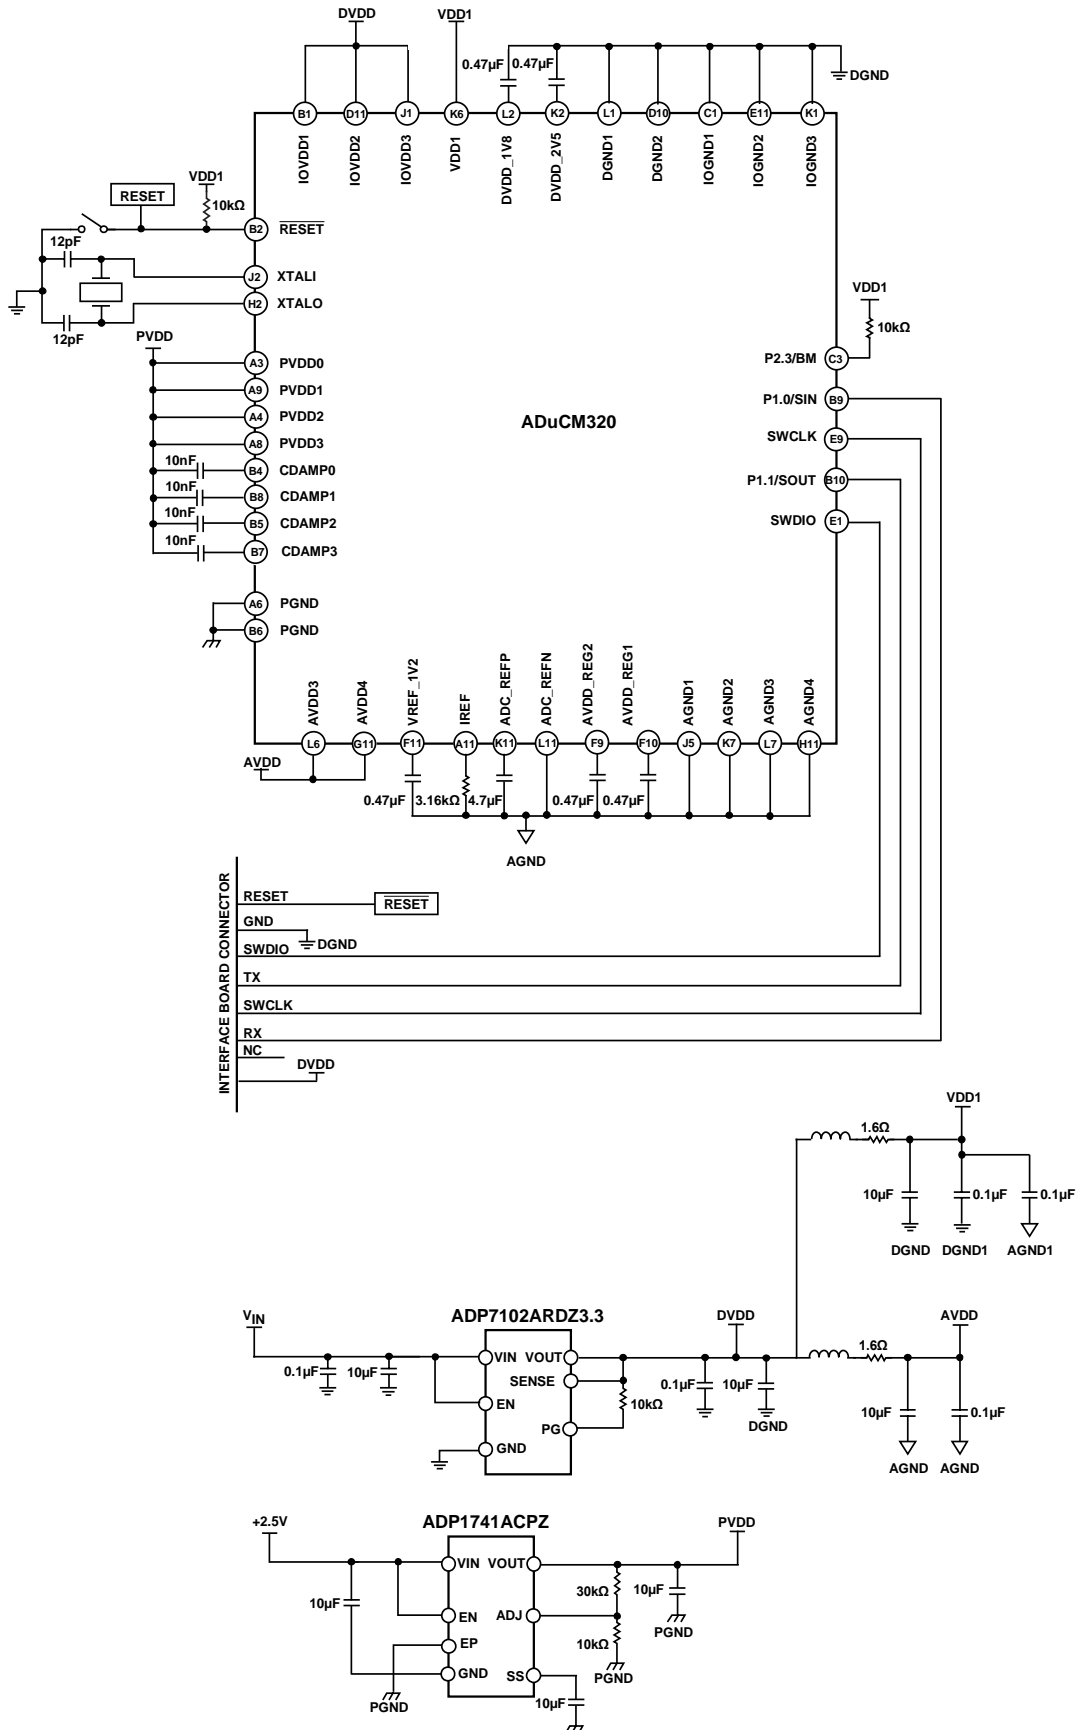 DVDD
VDD1
0.47µF
0.47µF
DGND
B1
D11
J1
K6
L2
K2
L1
D10
C1
E11
K1
IOVDD1
IOVDD2
IOVDD3
VDD1
DVDD_1V8
DVDD_2V5
DGND1
DGND2
IOGND1
IOGND2
IOGND3
VDD1
RESET
10kΩ
B2
RESET
12pF
J2
XTALI
H2
XTALO
12pF
PVDD
A3
PVDD0
A9
PVDD1
A4
PVDD2
A8
PVDD3
10nF
B4
CDAMP0
10nF
B8
CDAMP1
10nF
B5
CDAMP2
10nF
B7
CDAMP3
A6
PGND
B6
PGND
ADuCM320
VDD1
10kΩ
P2.3/BM
C3
P1.0/SIN
B9
SWCLK
E9
P1.1/SOUT
B10
SWDIO
E1
AVDD3
AVDD4
VREF_1V2
IREF
ADC_REFP
ADC_REFN
AVDD_REG2
AVDD_REG1
AGND1
AGND2
AGND3
AGND4
L6
G11
F11
A11
K11
L11
F9
F10
J5
K7
L7
H11
AVDD
0.47µF
3.16kΩ
4.7µF
0.47µF
0.47µF
AGND
INTERFACE BOARD CONNECTOR
RESET
RESET
GND
DGND
SWDIO
TX
SWCLK
RX
NC
DVDD
VDD1
1.6Ω
10µF
0.1µF
0.1µF
DGND
DGND1
AGND1
ADP7102ARDZ3.3
VIN
0.1µF
10µF
VIN
VOUT
SENSE
EN
PG
GND
10kΩ
DVDD
0.1µF
10µF
DGND
1.6Ω
AVDD
10µF
0.1µF
AGND
AGND
ADP1741ACPZ
+2.5V
10µF
VIN
VOUT
EN
ADJ
EP
GND
SS
PGND
30kΩ
10kΩ
PGND
10µF
PVDD
10µF
PGND